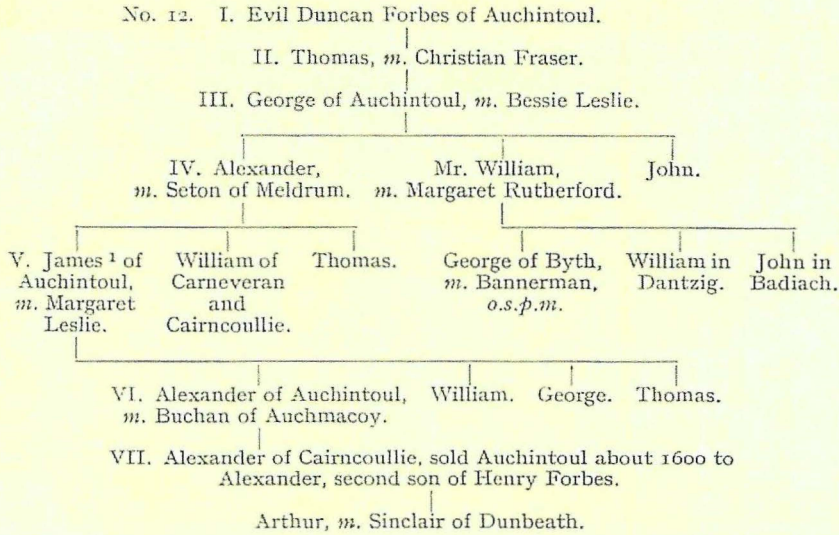 No. 12. I. Evil Duncan Forbes of Auchintoul.
II. Thomas, m. Christian Fraser.
III. George of Auchintoul, m. Bessie Leslie.
IV. Alexander,
m. Seton of Meldrum.
Mr. William,
m. Margaret Rutherford.
John.
V. James 1 of
Auchintoul,
m. Margaret
Leslie.
William of
Carneveran
and
Cairncoullie.
Thomas.
George of Byth,
m. Bannerman,
o.s.p.m.
William in
Dantzig.
John in
Badiach.
VI. Alexander of Auchintoul,
m. Buchan of Auchmacoy.
William.
George.
Thomas.
VII. Alexander of Cairncoullie, sold Auchintoul about 1600 to
Alexander, second son of Henry Forbes.
Arthur, m. Sinclair of Dunbeath.